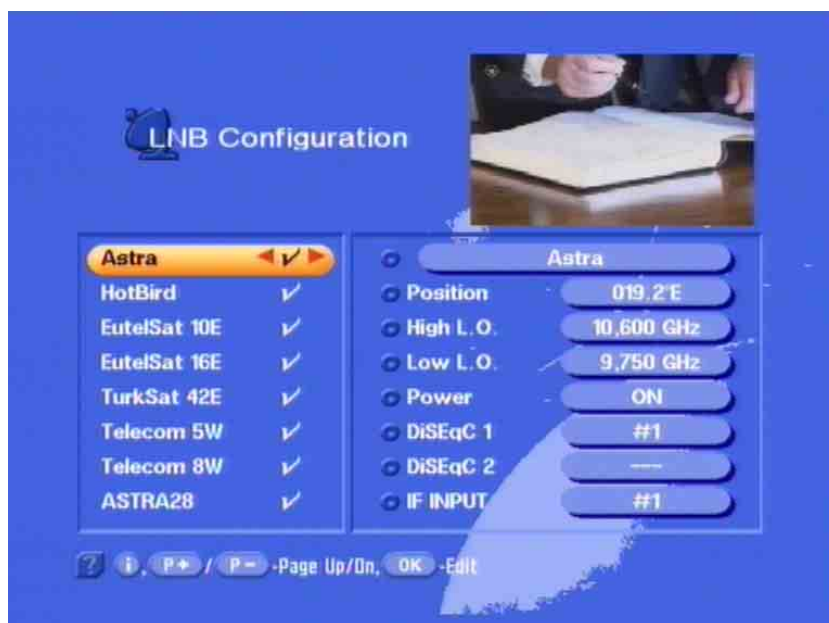 LNB Configuration
Astra
HotBird
EutelSat 10E
EutelSat 16E
TurkSat 42E
Telecom 5W
Telecom 8W
ASTRA28
Astra
Position 019.2°E
High L.O. 10,600 GHz
Low L.O. 9,750 GHz
Power ON
DiSEqC 1 #1
DiSEqC 2 ---
IF INPUT #1
? i, P+ / P- -Page Up/Dn, OK -Edit